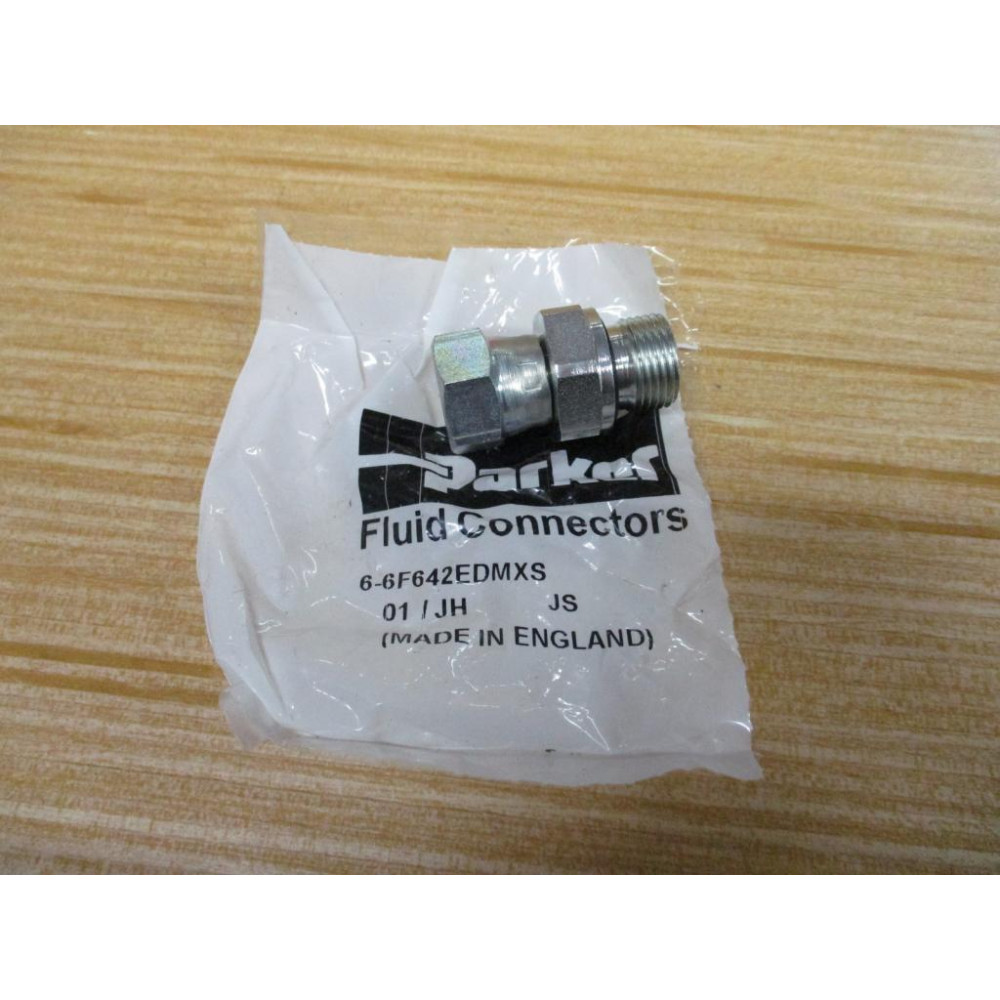 Parker
Fluid Connectors
6-6F642EDMXS
01 / JH JS
(MADE IN ENGLAND)